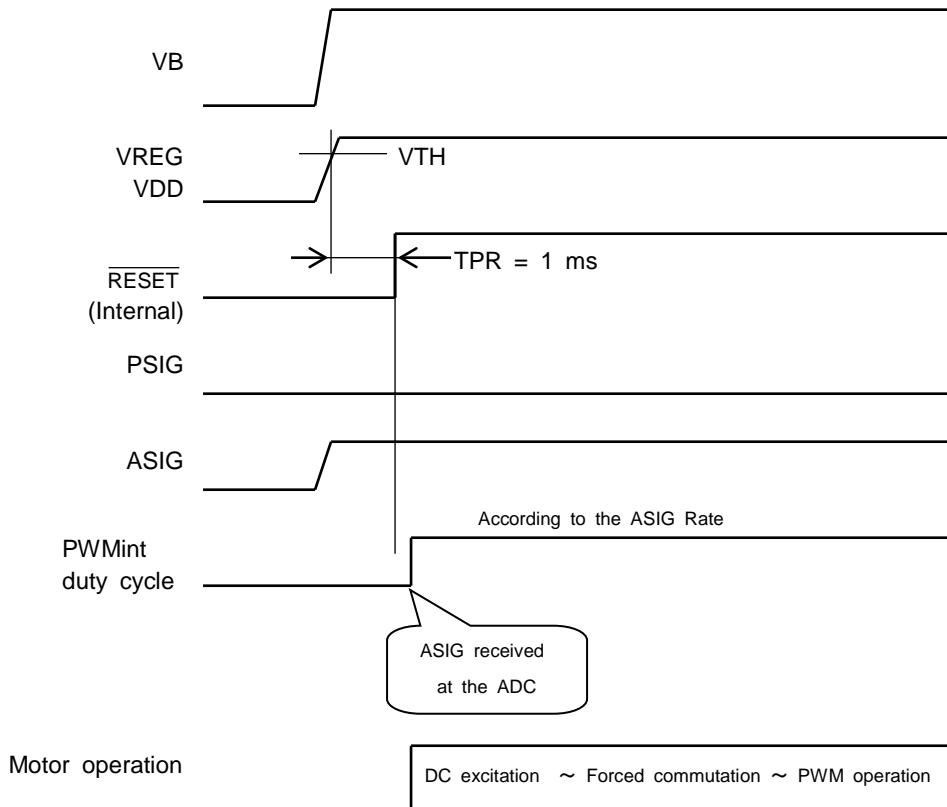 VB
VREG
VDD
VTH
RESET
(Internal)
TPR = 1 ms
PSIG
ASIG
According to the ASIG Rate
PWMint
duty cycle
ASIG received
at the ADC
Motor operation
DC excitation ~ Forced commutation ~ PWM operation